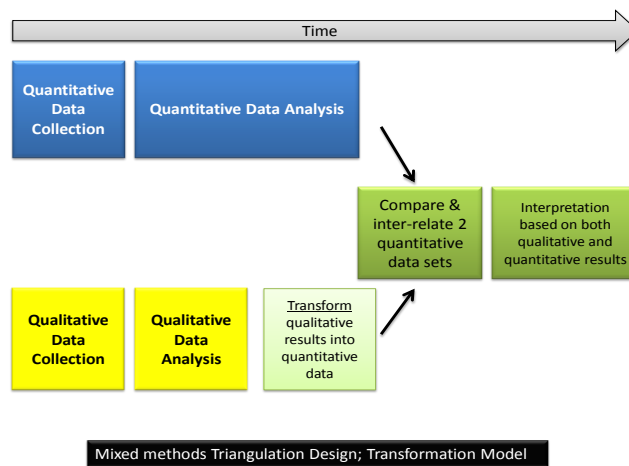 Time
Quantitative
Data
Collection
Quantitative Data Analysis
Compare &
inter-relate 2
quantitative
data sets
Interpretation
based on both
qualitative and
quantitative results
Qualitative
Data
Collection
Qualitative
Data
Analysis
Transform
qualitative
results into
quantitative
data
Mixed methods Triangulation Design; Transformation Model